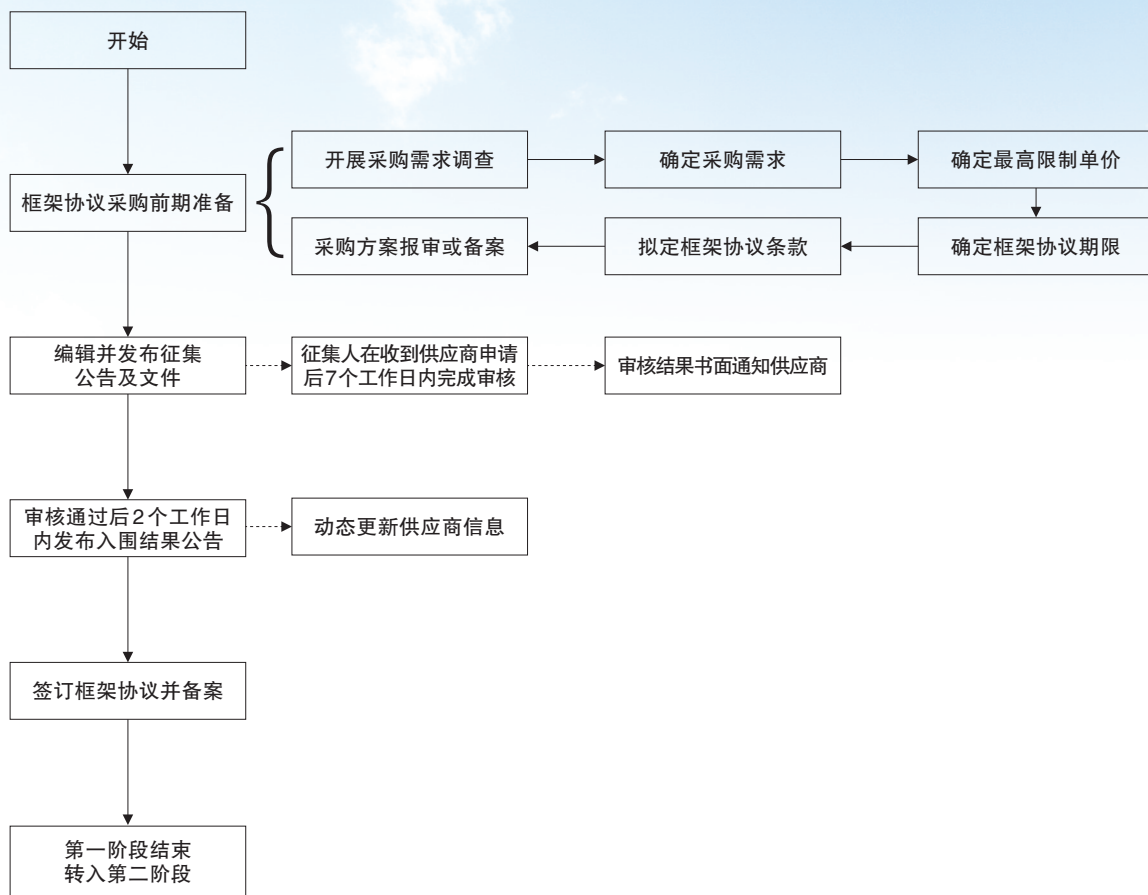 开始
框架协议采购前期准备
开展采购需求调查
确定采购需求
确定最高限制单价
采购方案报审或备案
拟定框架协议条款
确定框架协议期限
编辑并发布征集
公告及文件
征集人在收到供应商申请
后7个工作日内完成审核
审核结果书面通知供应商
审核通过后2个工作日
内发布入围结果公告
动态更新供应商信息
签订框架协议并备案
第一阶段结束
转入第二阶段